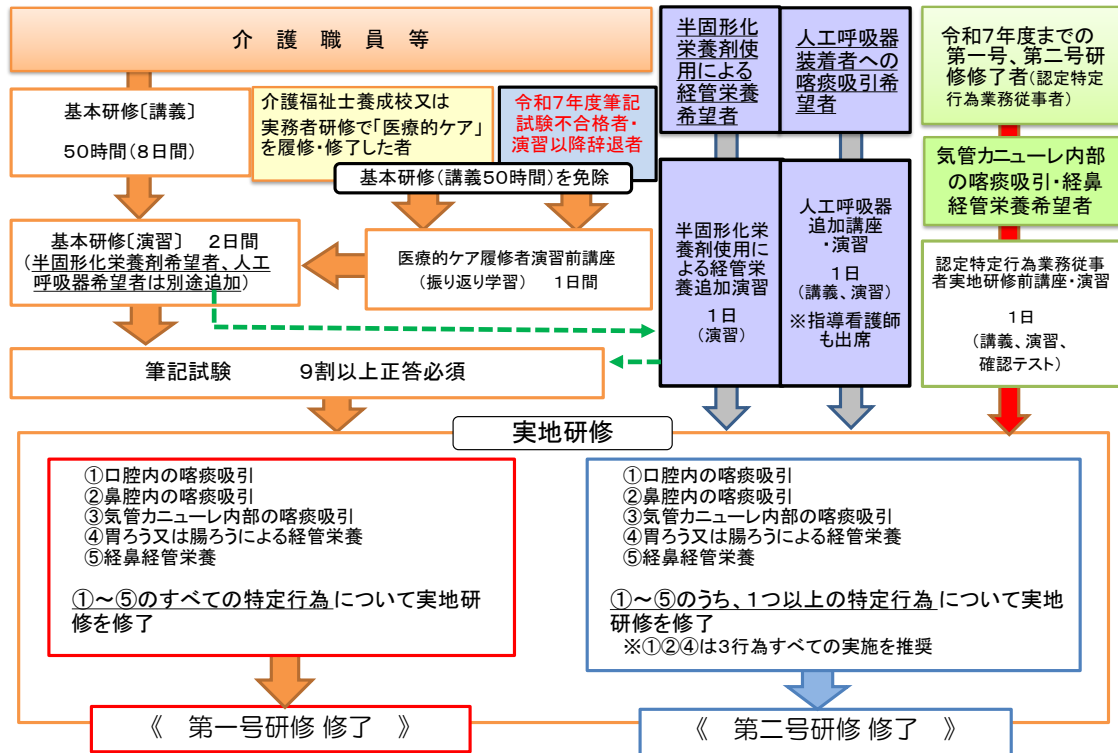 介 護 職 員 等
基本研修〔講義〕
50時間(8日間)
介護福祉士養成校又は
実務者研修で「医療的ケア」
を履修・修了した者
令和7年度筆記
試験不合格者・
演習以降辞退者
基本研修(講義50時間)を免除
基本研修〔演習〕 2日間
(半固形化栄養剤希望者、人工
呼吸器希望者は別途追加)
医療的ケア履修者演習前講座
(振り返り学習) 1日間
筆記試験 9割以上正答必須
半固形化
栄養剤使
用による
経管栄養
希望者
人工呼吸器
装着者への
喀痰吸引希
望者
半固形化栄
養剤使用に
よる経管栄
養追加演習
1日
(演習)
人工呼吸器
追加講座
・演習
1日
(講義、演習)
※指導看護師
も出席
令和7年度までの
第一号、第二号研
修修了者(認定特定
行為業務従事者)
気管カニューレ内部
の喀痰吸引・経鼻
経管栄養希望者
認定特定行為業務従事
者実地研修前講座・演習
1日
(講義、演習、
確認テスト)
実地研修
①口腔内の喀痰吸引
②鼻腔内の喀痰吸引
③気管カニューレ内部の喀痰吸引
④胃ろう又は腸ろうによる経管栄養
⑤経鼻経管栄養
①～⑤のすべての特定行為について実地研
修を修了
①口腔内の喀痰吸引
②鼻腔内の喀痰吸引
③気管カニューレ内部の喀痰吸引
④胃ろう又は腸ろうによる経管栄養
⑤経鼻経管栄養
①～⑤のうち、1つ以上の特定行為について実地
研修を修了
※①②④は3行為すべての実施を推奨
《 第一号研修 修了 》
《 第二号研修 修了 》